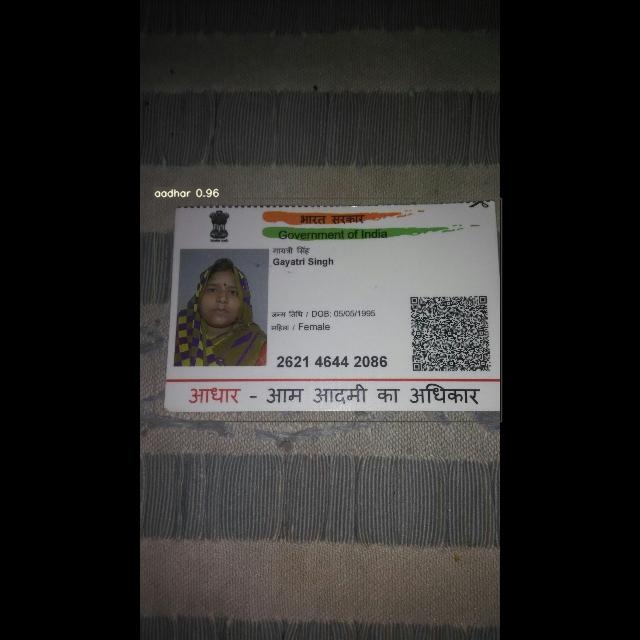 aadhar 0.96
भारत सरकार
Government of India
गायत्री सिंह
Gayatri Singh
जन्म तिथि / DOB: 05/05/1995
महिला / Female
2621 4644 2086
आधार - आम आदमी का अधिकार